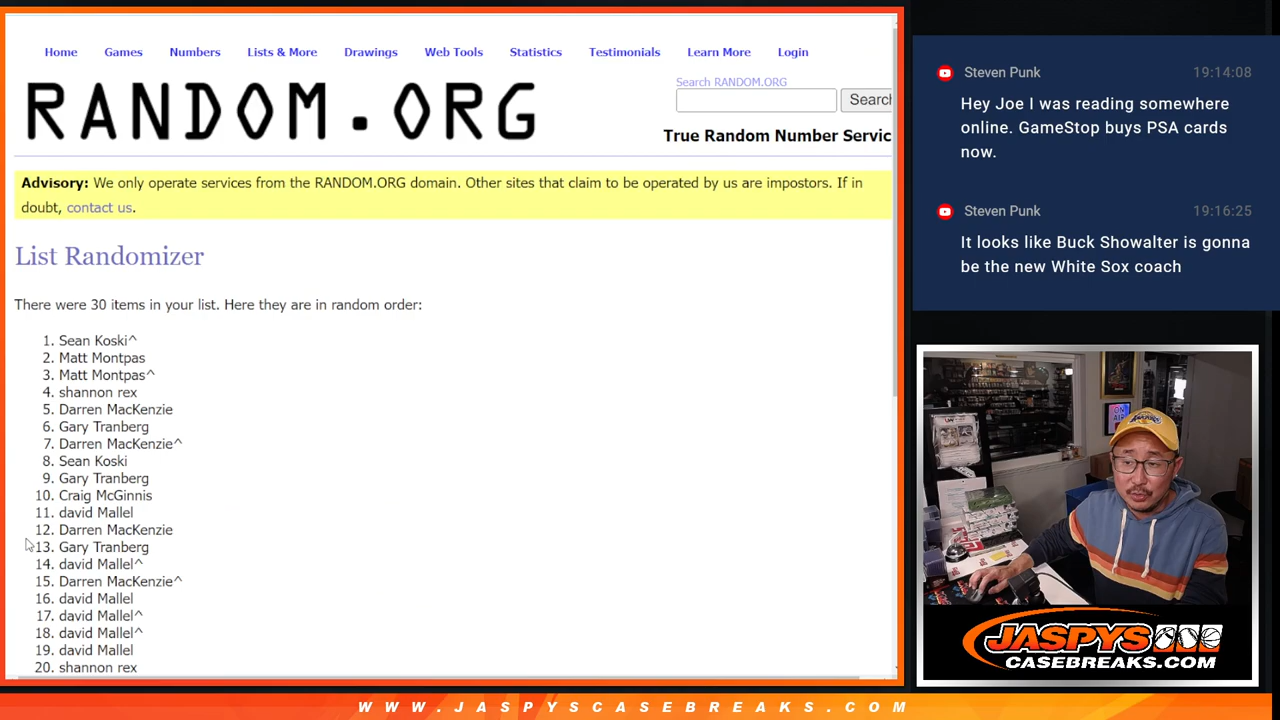 Home Games Numbers Lists & More Drawings Web Tools Statistics Testimonials Learn More Login
RANDOM.ORG
Search RANDOM.ORG
Search
True Random Number Servic
Advisory: We only operate services from the RANDOM.ORG domain. Other sites that claim to be operated by us are impostors. If in
doubt, contact us.
List Randomizer
There were 30 items in your list. Here they are in random order:
1. Sean Koski^
2. Matt Montpas
3. Matt Montpas^
4. shannon rex
5. Darren MacKenzie
6. Gary Tranberg
7. Darren MacKenzie^
8. Sean Koski
9. Gary Tranberg
10. Craig McGinnis
11. david Mallel
12. Darren MacKenzie
13. Gary Tranberg
14. david Mallel^
15. Darren MacKenzie^
16. david Mallel
17. david Mallel^
18. david Mallel^
19. david Mallel
20. shannon rex
Steven Punk 19:14:08
Hey Joe I was reading somewhere
online. GameStop buys PSA cards
now.
Steven Punk 19:16:25
It looks like Buck Showalter is gonna
be the new White Sox coach
ON
AIR
JASPYS
CASEBREAKS.COM
WWW.JASPYSCASEBREAKS.COM